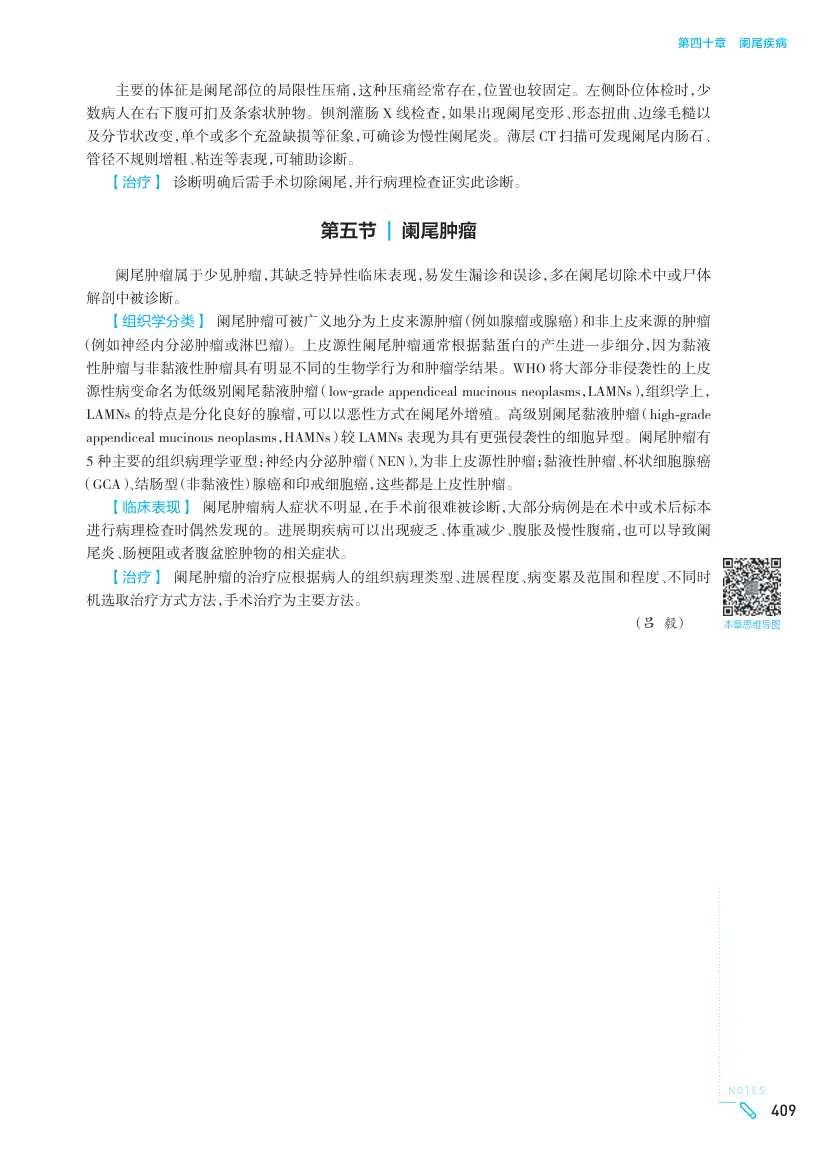 第四十章 阑尾疾病
主要的体征是阑尾部位的局限性压痛,这种压痛经常存在,位置也较固定。左侧卧位体检时,少
数病人在右下腹可扪及条索状肿物。钡剂灌肠 X 线检查,如果出现阑尾变形、形态扭曲、边缘毛糙以
及分节状改变,单个或多个充盈缺损等征象,可确诊为慢性阑尾炎。薄层 CT 扫描可发现阑尾内肠石、
管径不规则增粗、粘连等表现,可辅助诊断。
【治疗】 诊断明确后需手术切除阑尾,并行病理检查证实此诊断。
第五节 | 阑尾肿瘤
阑尾肿瘤属于少见肿瘤,其缺乏特异性临床表现,易发生漏诊和误诊,多在阑尾切除术中或尸体
解剖中被诊断。
【组织学分类】 阑尾肿瘤可被广义地分为上皮来源肿瘤(例如腺瘤或腺癌)和非上皮来源的肿瘤
(例如神经内分泌肿瘤或淋巴瘤)。上皮源性阑尾肿瘤通常根据黏蛋白的产生进一步细分,因为黏液
性肿瘤与非黏液性肿瘤具有明显不同的生物学行为和肿瘤学结果。WHO 将大部分非侵袭性的上皮
源性病变命名为低级别阑尾黏液肿瘤(low-grade appendiceal mucinous neoplasms,LAMNs),组织学上,
LAMNs 的特点是分化良好的腺瘤,可以以恶性方式在阑尾外增殖。高级别阑尾黏液肿瘤(high-grade
appendiceal mucinous neoplasms,HAMNs)较 LAMNs 表现为具有更强侵袭性的细胞异型。阑尾肿瘤有
5 种主要的组织病理学亚型:神经内分泌肿瘤(NEN),为非上皮源性肿瘤;黏液性肿瘤、杯状细胞腺癌
(GCA)、结肠型(非黏液性)腺癌和印戒细胞癌,这些都是上皮性肿瘤。
【临床表现】 阑尾肿瘤病人症状不明显,在手术前很难被诊断,大部分病例是在术中或术后标本
进行病理检查时偶然发现的。进展期疾病可以出现疲乏、体重减少、腹胀及慢性腹痛,也可以导致阑
尾炎、肠梗阻或者腹盆腔肿物的相关症状。
【治疗】 阑尾肿瘤的治疗应根据病人的组织病理类型、进展程度、病变累及范围和程度、不同时
机选取治疗方式方法,手术治疗为主要方法。
(吕 毅)
本章思维导图
NOTES
409